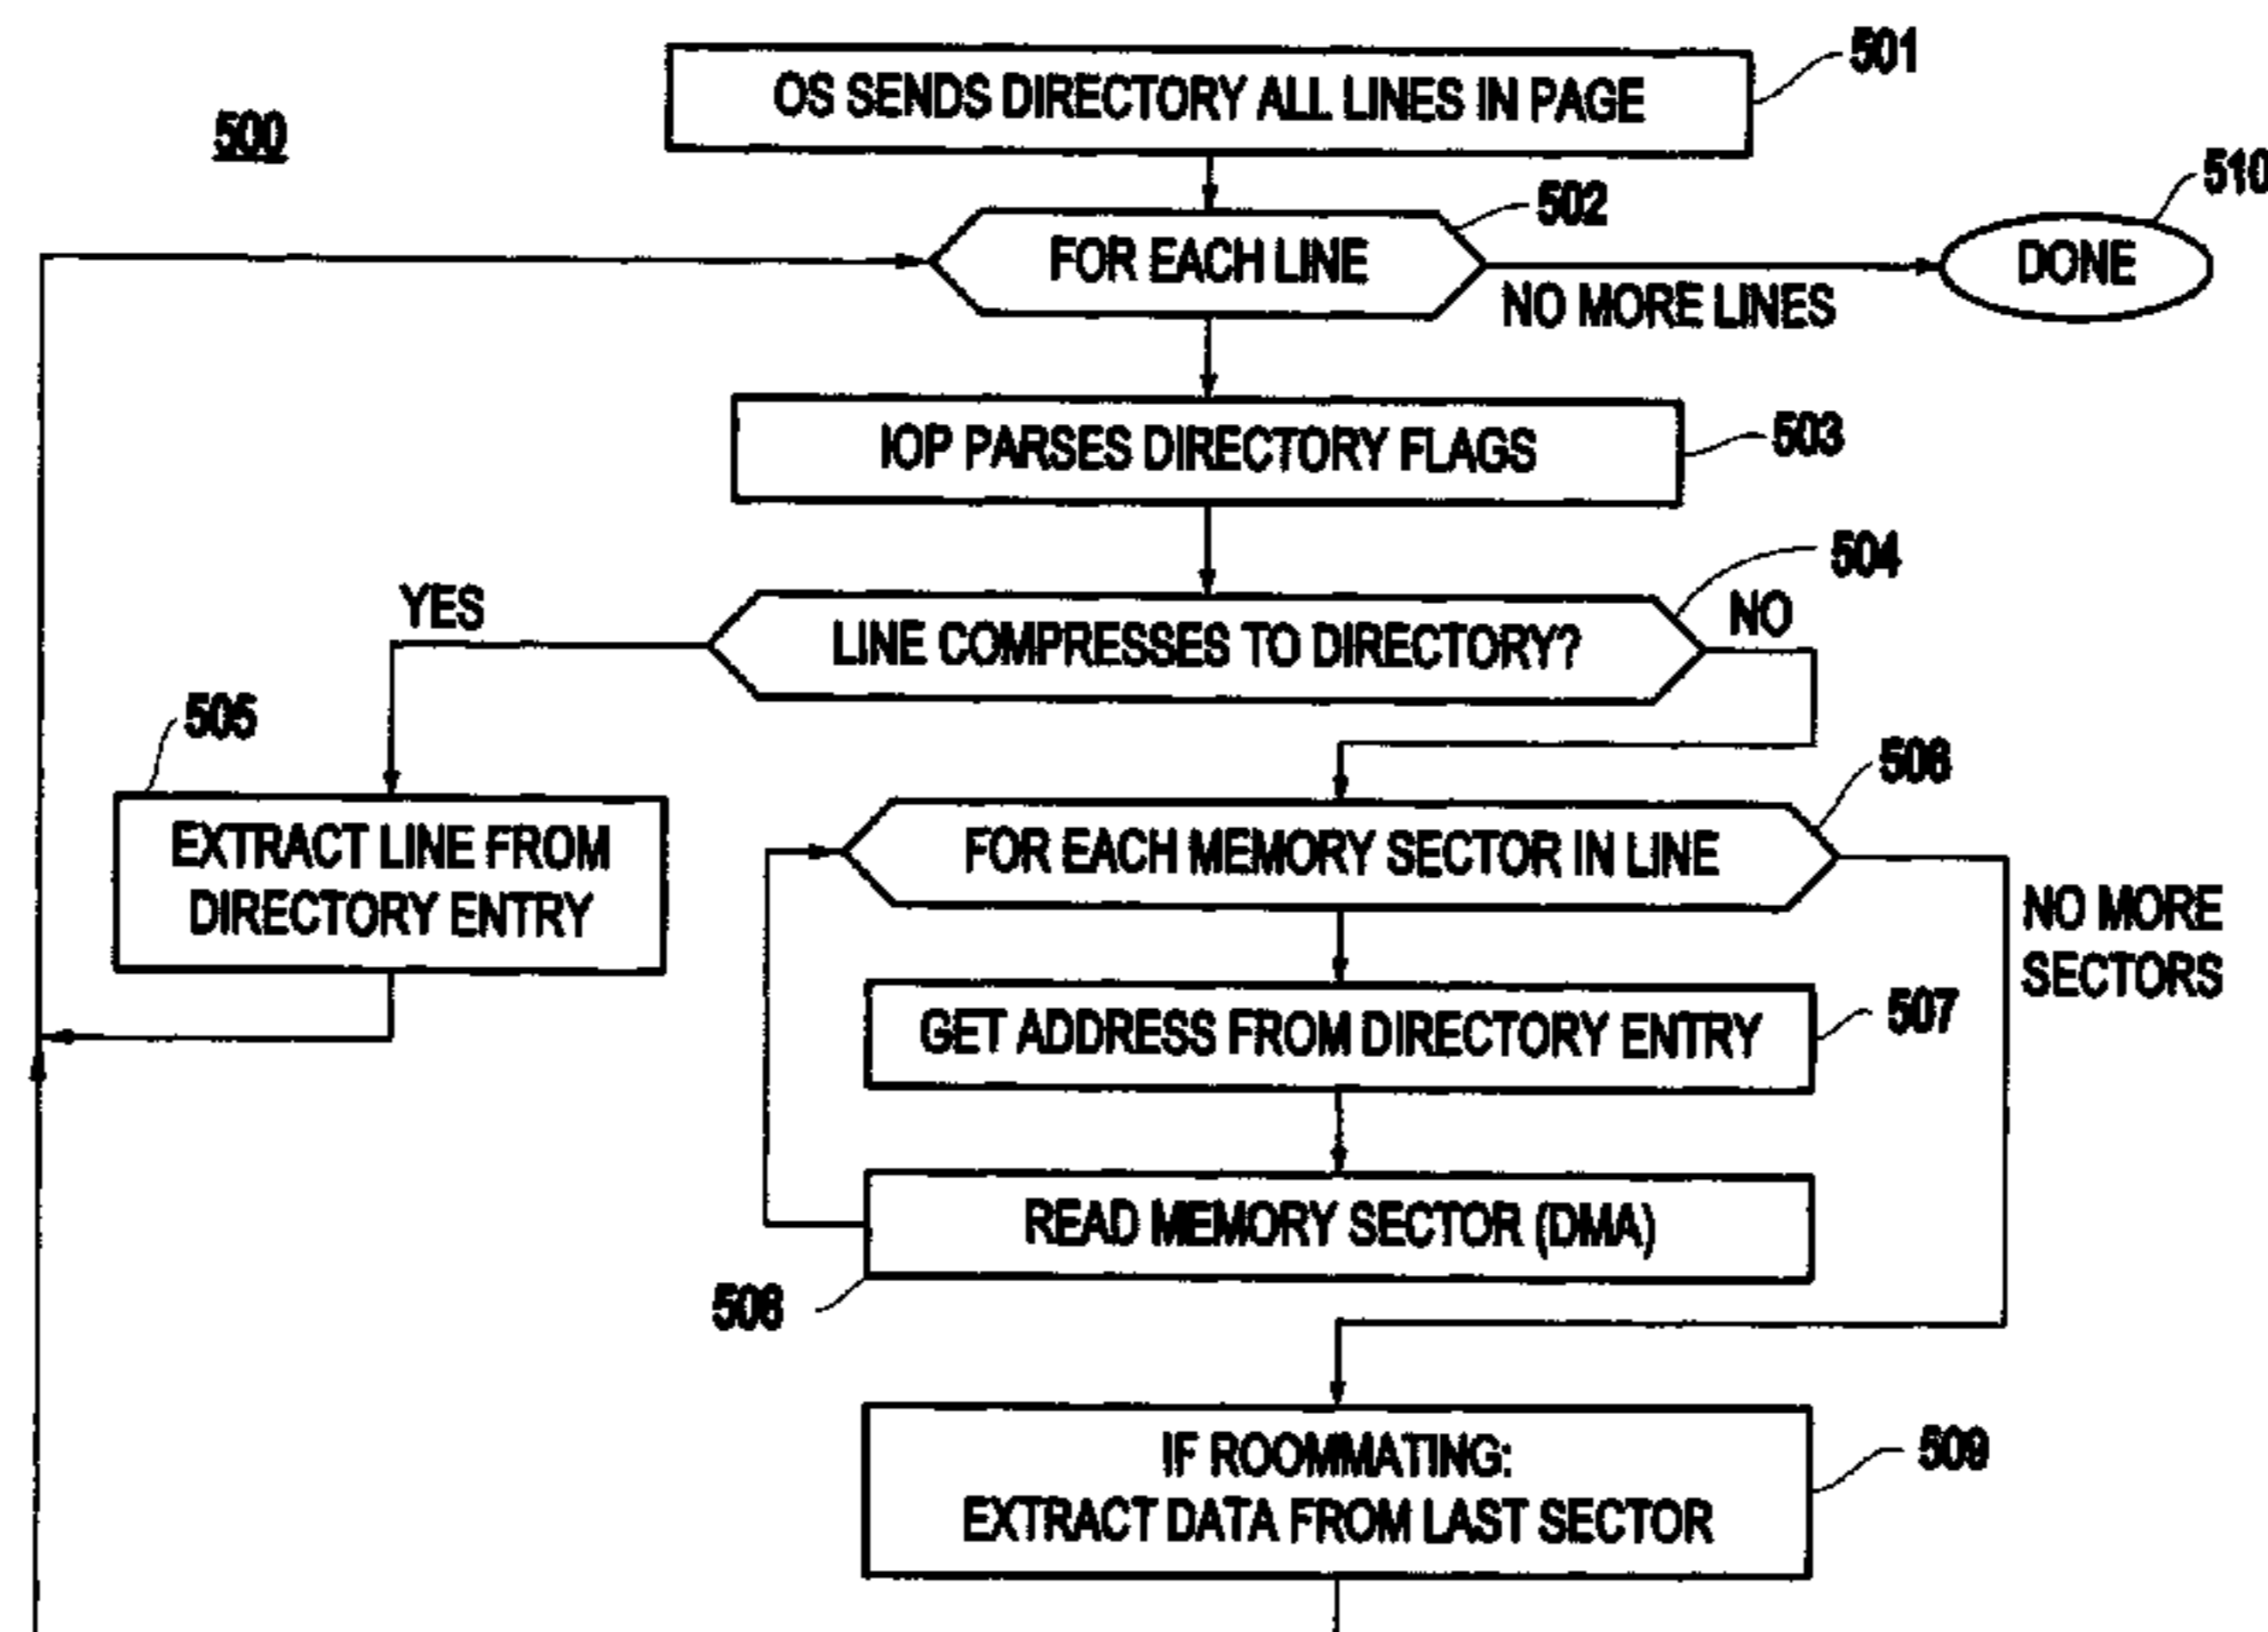 501
OS SENDS DIRECTORY ALL LINES IN PAGE
500
510
502
FOR EACH LINE
DONE
NO MORE LINES
503
IOP PARSES DIRECTORY FLAGS
504
YES
NO
LINE COMPRESSES TO DIRECTORY?
505
506
EXTRACT LINE FROM
DIRECTORY ENTRY
FOR EACH MEMORY SECTOR IN LINE
NO MORE
SECTORS
507
GET ADDRESS FROM DIRECTORY ENTRY
READ MEMORY SECTOR (DMA)
508
IF ROOMMATING:
EXTRACT DATA FROM LAST SECTOR
509